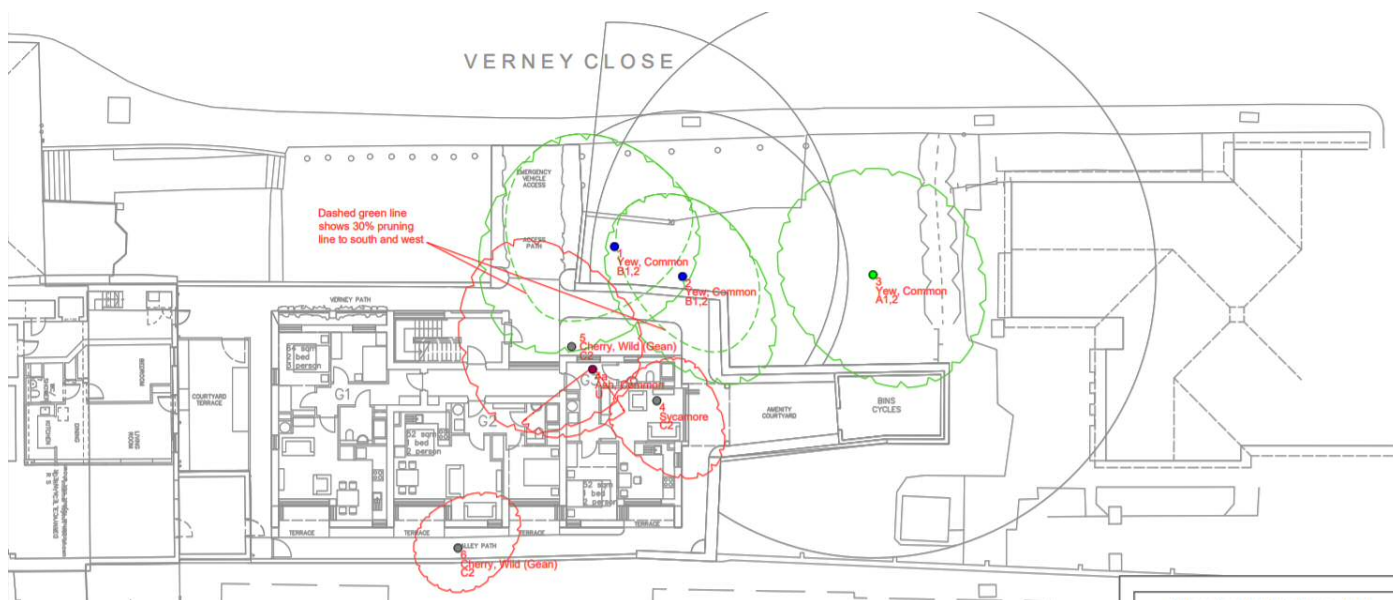 VERNEY CLOSE
EMERGENCY
VEHICLE
ACCESS
ACCESS
PATH
Dashed green line
shows 30% pruning
line to south and west
1
Yew, Common
B1,2
2
Yew, Common
B1,2
3
Yew, Common
A1,2
VERNEY PATH
5
Cherry, Wild (Gean)
C2
4a
Ash, Common
U
4
Sycamore
C2
64 sqm
2 bed
3 person
G1
G2
52 sqm
1 bed
2 person
52 sqm
1 bed
2 person
COURTYARD
TERRACE
BEDROOM
KITCHEN
DINING
LIVING
ROOM
AMENITY
COURTYARD
BINS
CYCLES
TERRACE
TERRACE
TERRACE
TERRACE
ALLEY PATH
6
Cherry, Wild (Gean)
C2